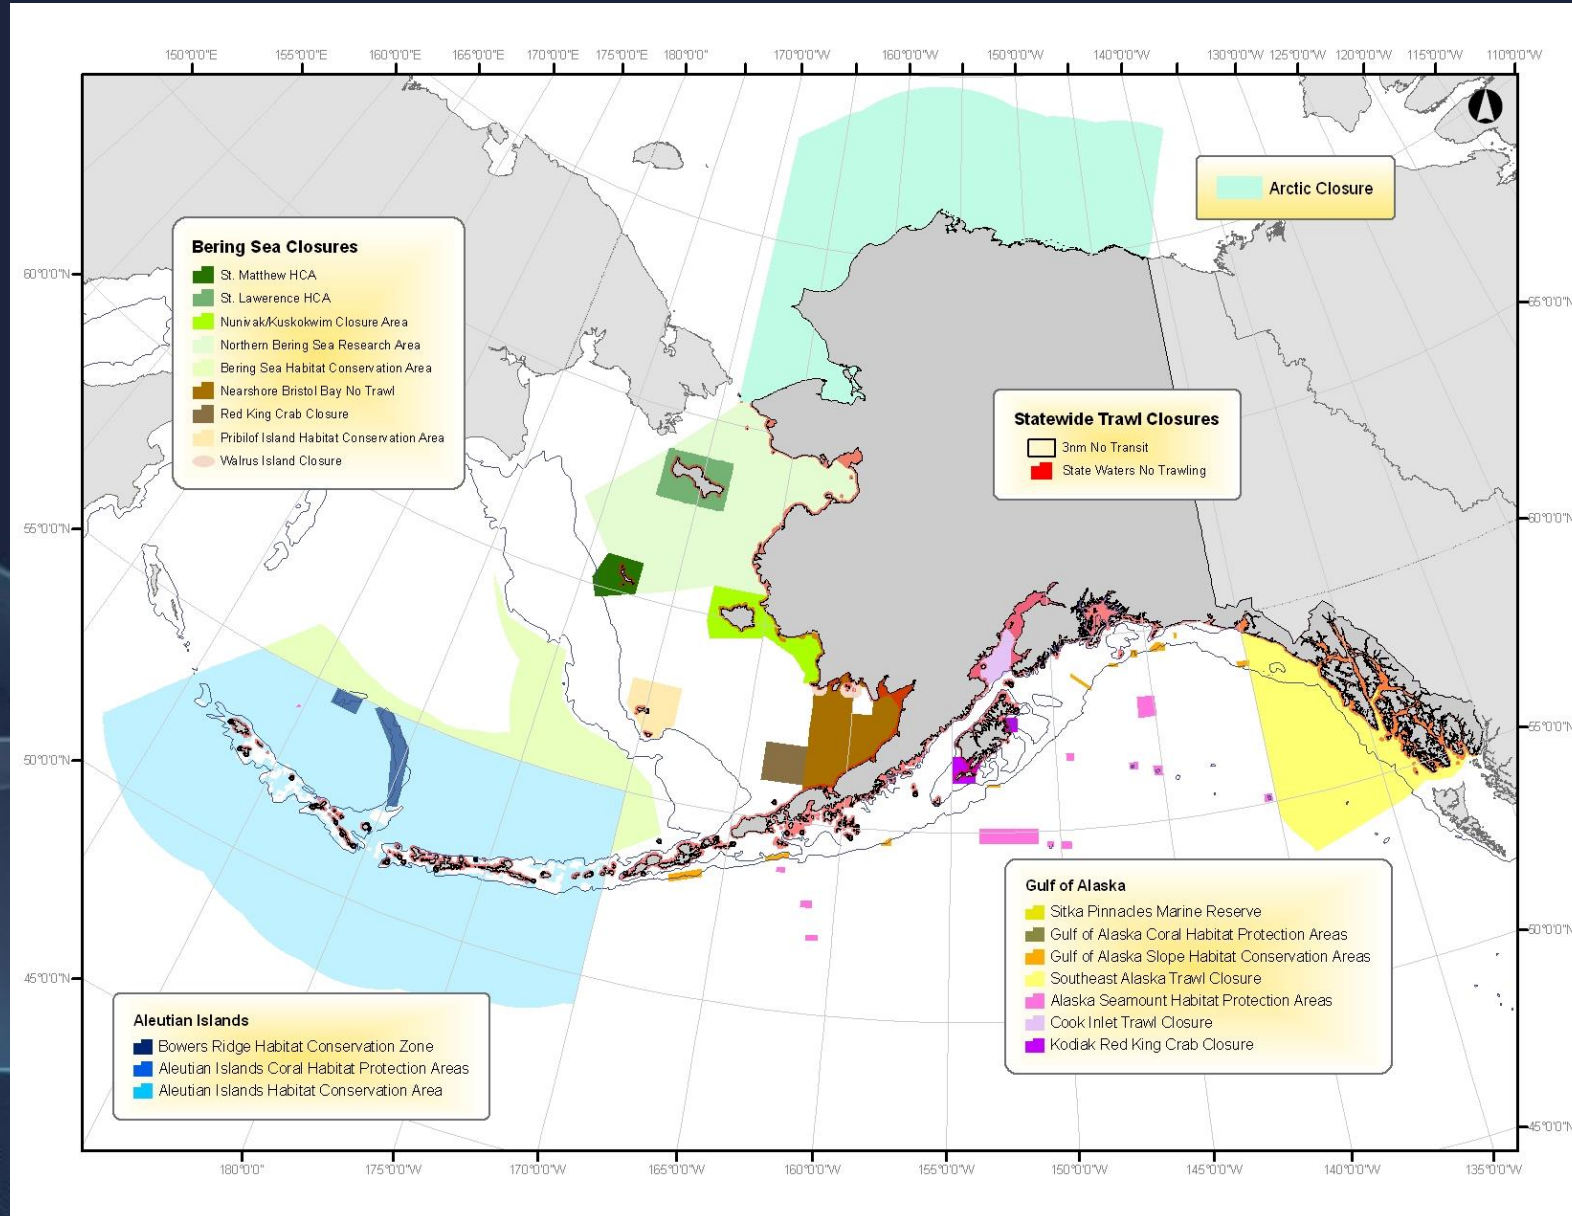 150°0'0"E 155°0'0"E 160°0'0"E 165°0'0"E 170°0'0"E 175°0'0"E 180°0'0" 170°0'0"W 160°0'0"W 150°0'0"W 140°0'0"W 130°0'0"W 125°0'0"W 120°0'0"W 115°0'0"W 110°0'0"W
Arctic Closure
Bering Sea Closures
St. Matthew HCA
St. Lawerence HCA
Nunivak/Kuskokwim Closure Area
Northern Bering Sea Research Area
Bering Sea Habitat Conservation Area
Nearshore Bristol Bay No Trawl
Red King Crab Closure
Pribilof Island Habitat Conservation Area
Walrus Island Closure
60°0'0"N
55°0'0"N
50°0'0"N
45°0'0"N
Statewide Trawl Closures
3nm No Transit
State Waters No Trawling
65°0'0"N
60°0'0"N
55°0'0"N
50°0'0"N
45°0'0"N
Gulf of Alaska
Sitka Pinnacles Marine Reserve
Gulf of Alaska Coral Habitat Protection Areas
Gulf of Alaska Slope Habitat Conservation Areas
Southeast Alaska Trawl Closure
Alaska Seamount Habitat Protection Areas
Cook Inlet Trawl Closure
Kodiak Red King Crab Closure
Aleutian Islands
Bowers Ridge Habitat Conservation Zone
Aleutian Islands Coral Habitat Protection Areas
Aleutian Islands Habitat Conservation Area
180°0'0" 175°0'0"W 170°0'0"W 165°0'0"W 160°0'0"W 155°0'0"W 150°0'0"W 145°0'0"W 140°0'0"W 135°0'0"W